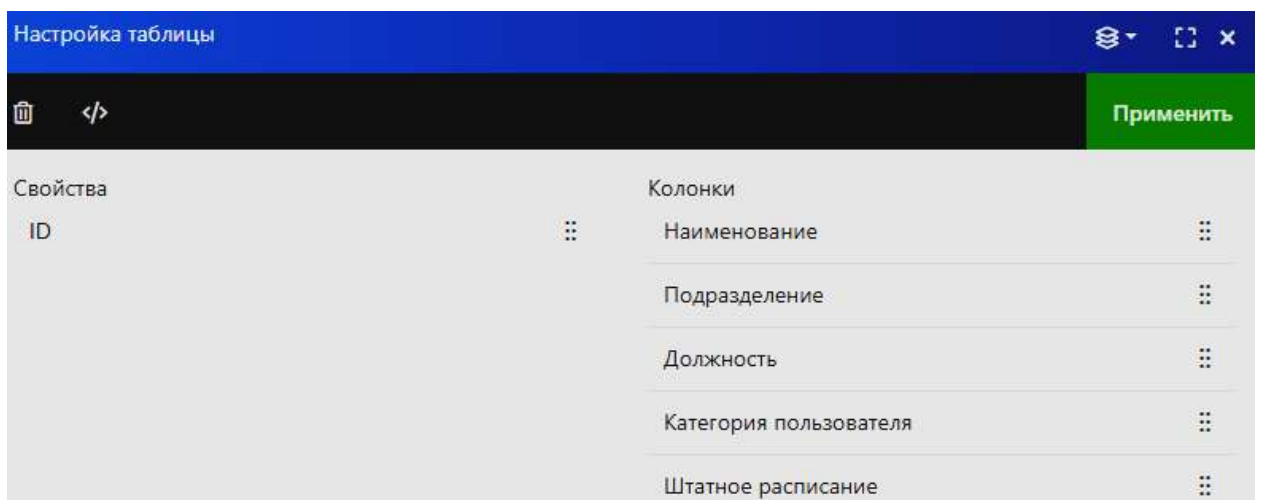 Настройка таблицы
</> Применить
Свойства
ID
Колонки
Наименование
Подразделение
Должность
Категория пользователя
Штатное расписание